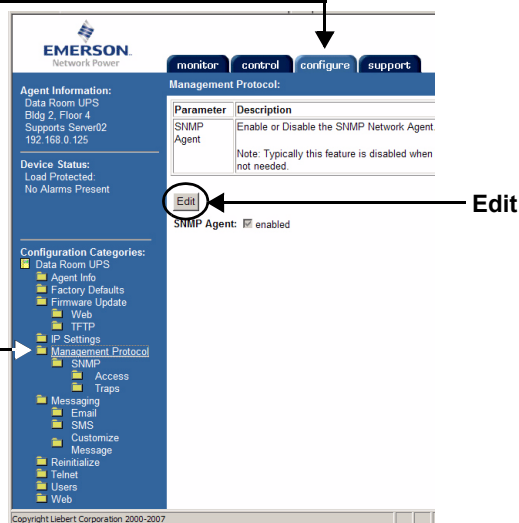 EMERSON.
Network Power
monitor
control
configure
support
Agent Information:
Data Room UPS
Bldg 2, Floor 4
Supports Server02
192.168.0.125
Device Status:
Load Protected:
No Alarms Present
Configuration Categories:
Data Room UPS
Agent Info
Factory Defaults
Firmware Update
Web
TFTP
IP Settings
Management Protocol
SNMP
Access
Traps
Messaging
Email
SMS
Customize
Message
Reinitialize
Telnet
Users
Web
Management Protocol:
Parameter Description
SNMP Agent
Enable or Disable the SNMP Network Agent.
Note: Typically this feature is disabled when
not needed.
Edit
Edit
SNMP Agent: enabled
Copyright Liebert Corporation 2000-2007